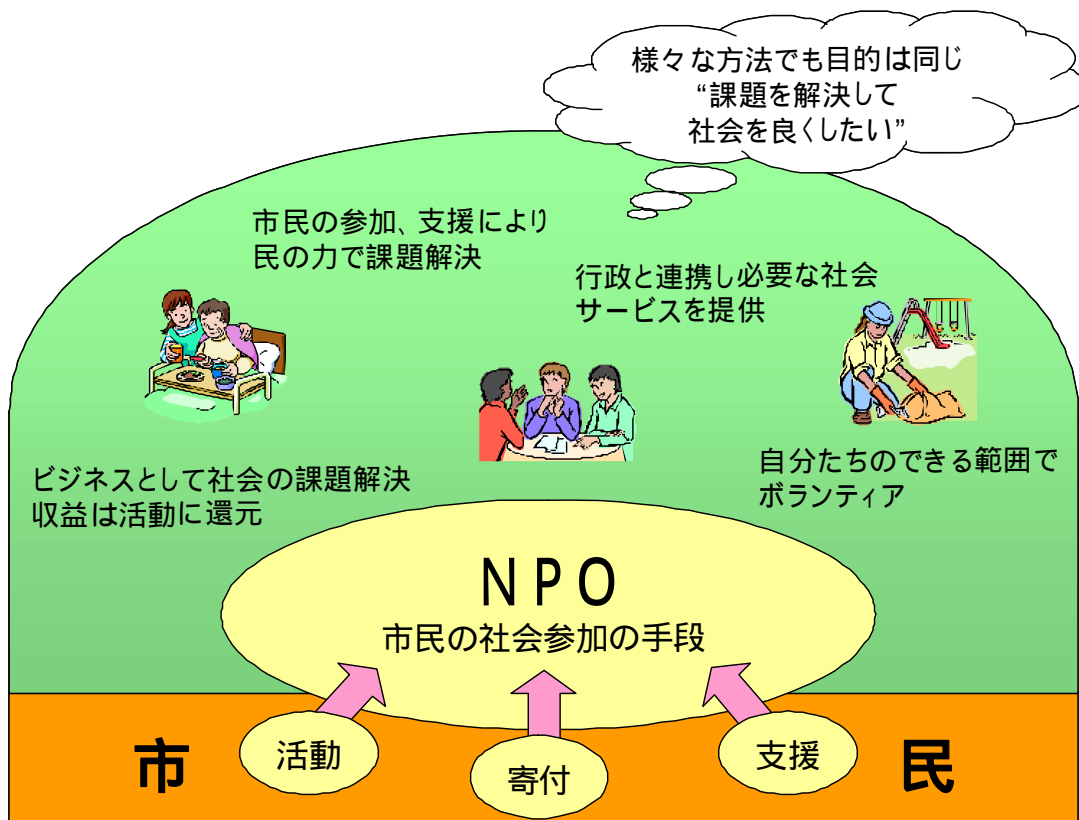 様々な方法でも目的は同じ
“課題を解決して
社会を良くしたい”
市民の参加、支援により
民の力で課題解決
行政と連携し必要な社会
サービスを提供
ビジネスとして社会の課題解決
収益は活動に還元
自分たちのできる範囲で
ボランティア
ＮＰＯ
市民の社会参加の手段
市 民
活動
寄付
支援